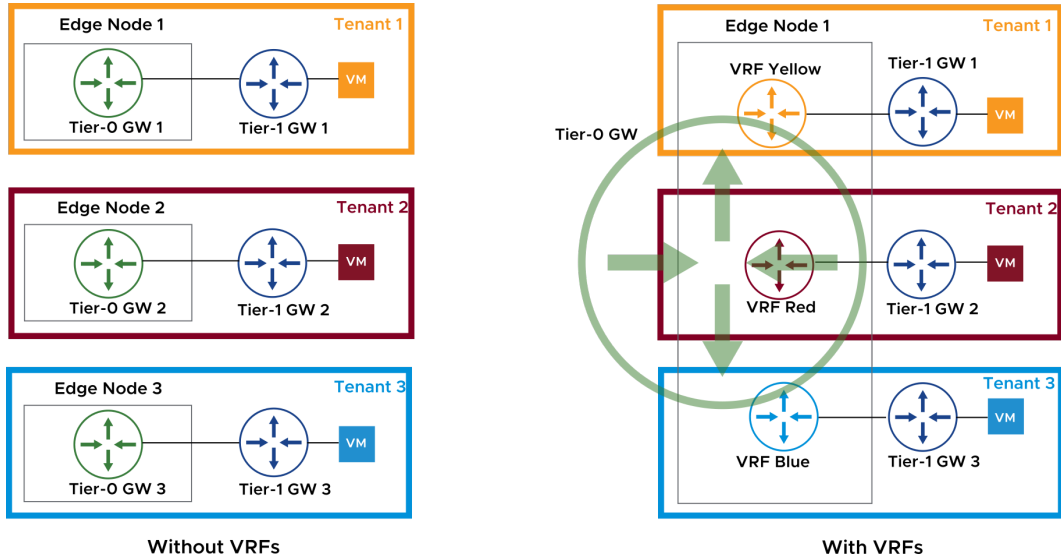 Edge Node 1
Tenant 1
VM
Tier-0 GW 1
Tier-1 GW 1
Edge Node 2
Tenant 2
VM
Tier-0 GW 2
Tier-1 GW 2
Edge Node 3
Tenant 3
VM
Tier-0 GW 3
Tier-1 GW 3
Without VRFs
Edge Node 1
Tenant 1
VRF Yellow
Tier-1 GW 1
VM
Tier-0 GW
Tenant 2
VM
VRF Red
Tier-1 GW 2
Tenant 3
VM
VRF Blue
Tier-1 GW 3
With VRFs